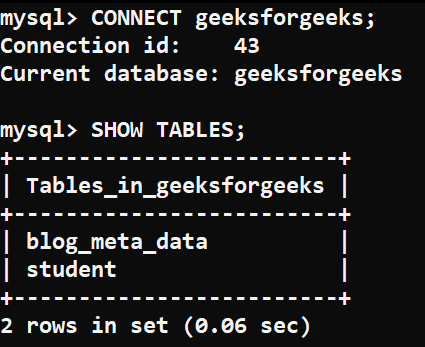 mysql> CONNECT geeksforgeeks;
Connection id:    43
Current database: geeksforgeeks

mysql> SHOW TABLES;
+-------------------------+
| Tables_in_geeksforgeeks |
+-------------------------+
| blog_meta_data          |
| student                 |
+-------------------------+
2 rows in set (0.06 sec)